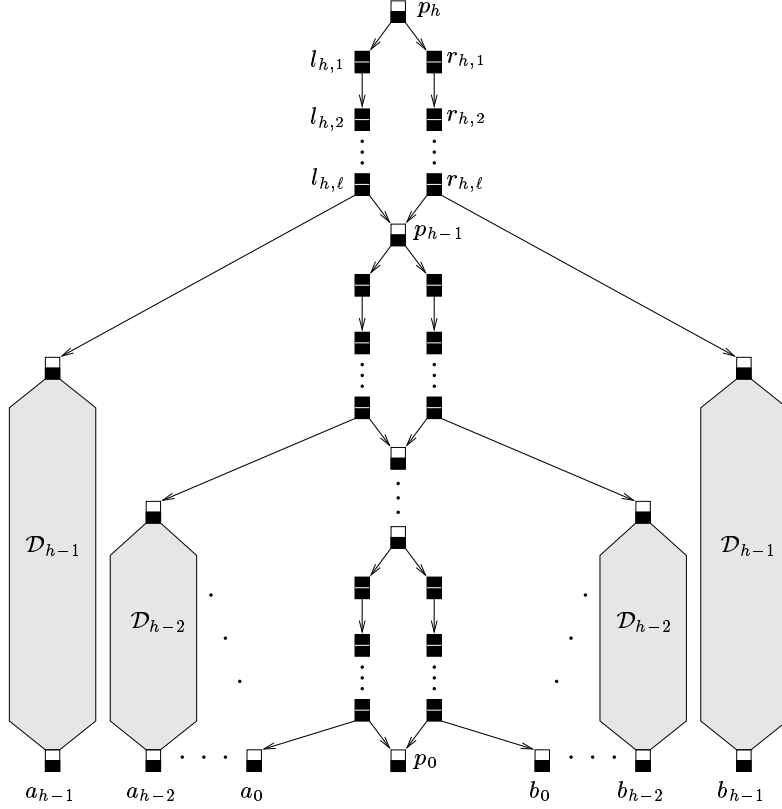 p_h
l_{h,1} r_{h,1}
l_{h,2} r_{h,2}
l_{h,ℓ} r_{h,ℓ}
p_{h−1}
𝒟_{h−1} 𝒟_{h−1}
𝒟_{h−2} 𝒟_{h−2}
p_0
a_{h−1} a_{h−2} a_0 b_0 b_{h−2} b_{h−1}